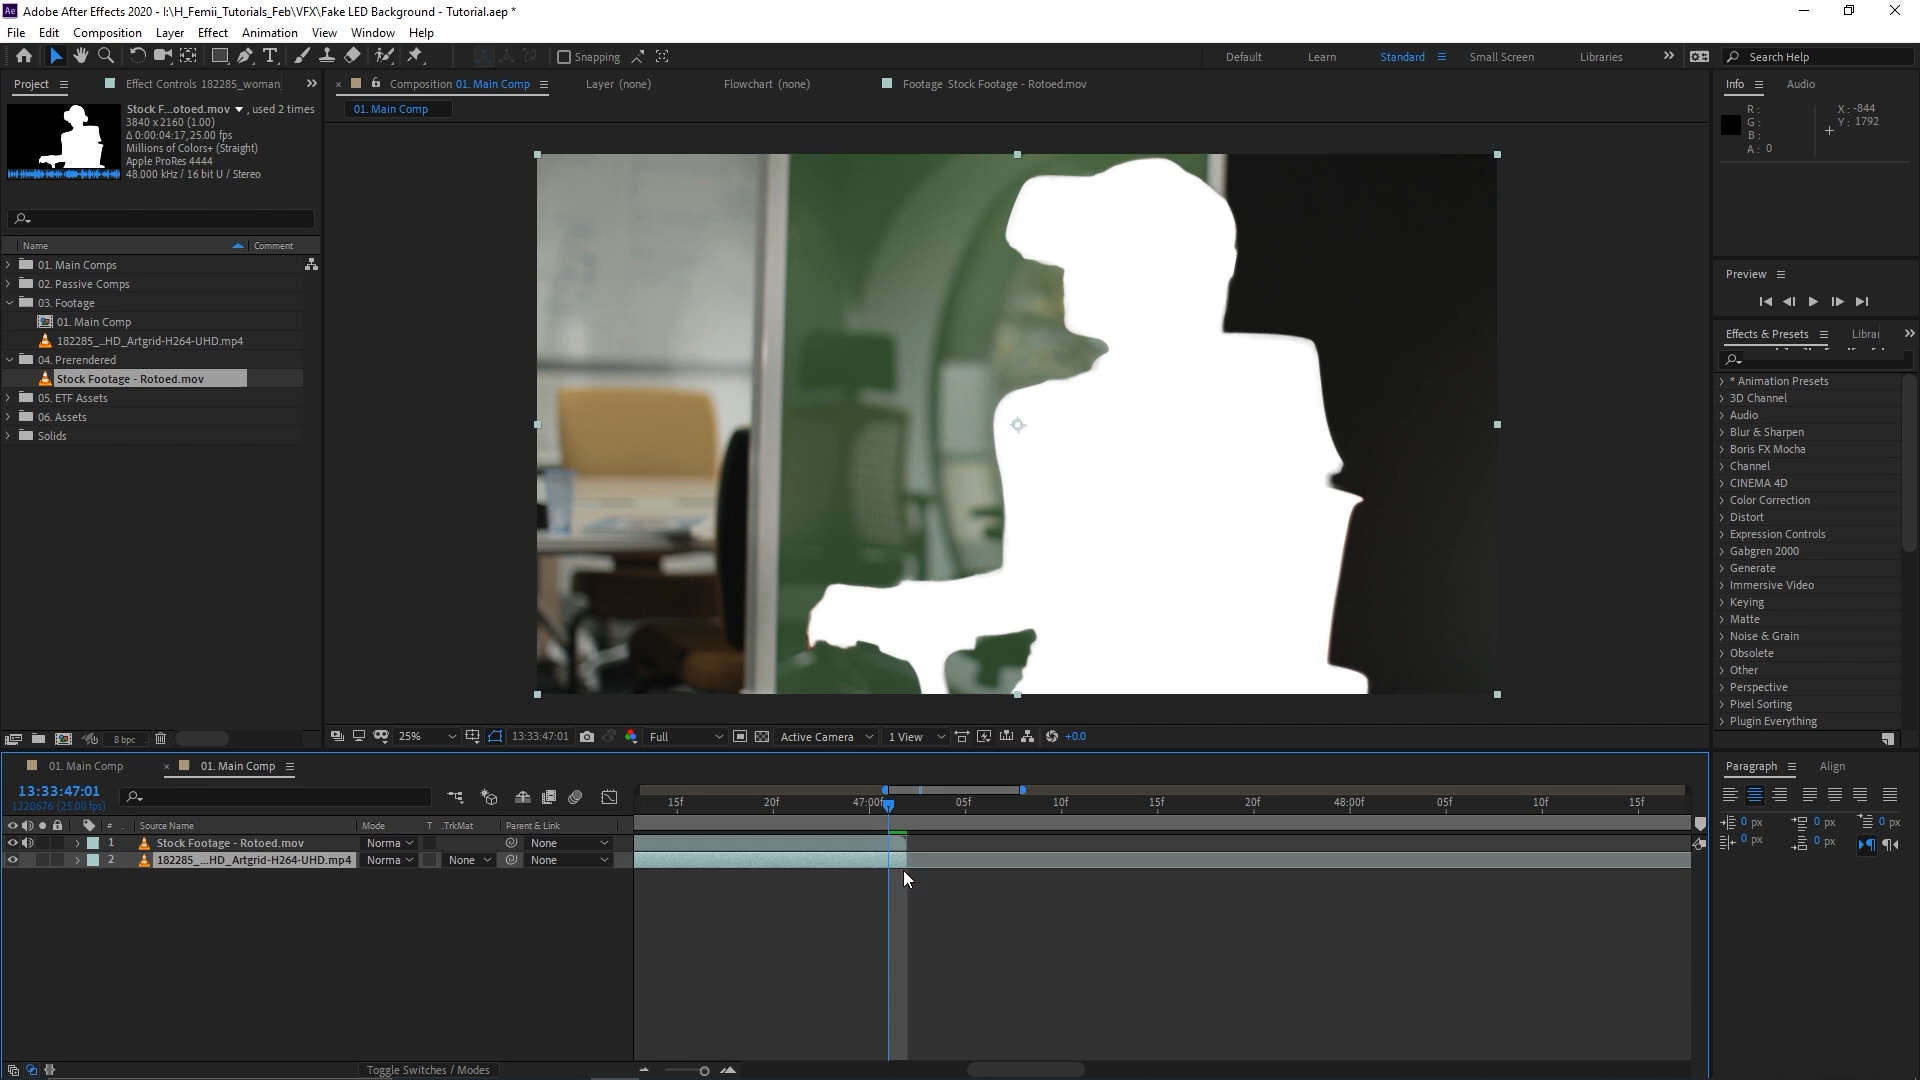 Adobe After Effects 2020 - I:\H_Femii_Tutorials_Feb\VFX\Fake LED Background - Tutorial.aep *
File Edit Composition Layer Effect Animation View Window Help
Snapping
Default Learn Standard Small Screen Libraries Search Help
Project Effect Controls 182285_woman
Composition 01. Main Comp Layer (none) Flowchart (none) Footage Stock Footage - Rotoed.mov
Info Audio
01. Main Comp
Stock F...otoed.mov , used 2 times
3840 x 2160 (1.00)
Δ 0:00:04:17, 25.00 fps
Millions of Colors+ (Straight)
Apple ProRes 4444
48.000 kHz / 16 bit U / Stereo
R:
G:
B:
A: 0
X: -844
Y: 1792
Name Comment
01. Main Comps
02. Passive Comps
03. Footage
01. Main Comp
182285_...HD_Artgrid-H264-UHD.mp4
04. Prerendered
Stock Footage - Rotoed.mov
05. ETF Assets
06. Assets
Solids
Preview
Effects & Presets Librar
* Animation Presets
3D Channel
Audio
Blur & Sharpen
Boris FX Mocha
Channel
CINEMA 4D
Color Correction
Distort
Expression Controls
Gabgren 2000
Generate
Immersive Video
Keying
Matte
Noise & Grain
Obsolete
Other
Perspective
Pixel Sorting
Plugin Everything
8 bpc
25% 13:33:47:01 Full Active Camera 1 View +0.0
01. Main Comp 01. Main Comp
13:33:47:01
1220676 (25.00 fps)
15f 20f 47:00f 05f 10f 15f 20f 48:00f 05f 10f 15f
# Source Name Mode T .TrkMat Parent & Link
1 Stock Footage - Rotoed.mov Norma None
2 182285_...HD_Artgrid-H264-UHD.mp4 Norma None None
Toggle Switches / Modes
Paragraph Align
0 px 0 px 0 px
0 px 0 px